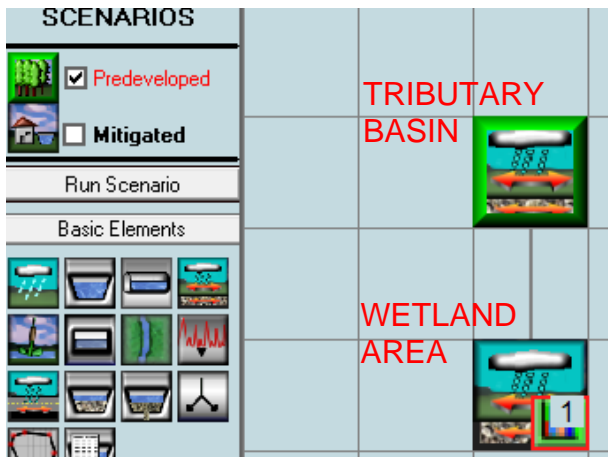 SCENARIOS
Predeveloped
Mitigated
Run Scenario
Basic Elements
TRIBUTARY
BASIN
WETLAND
AREA
1